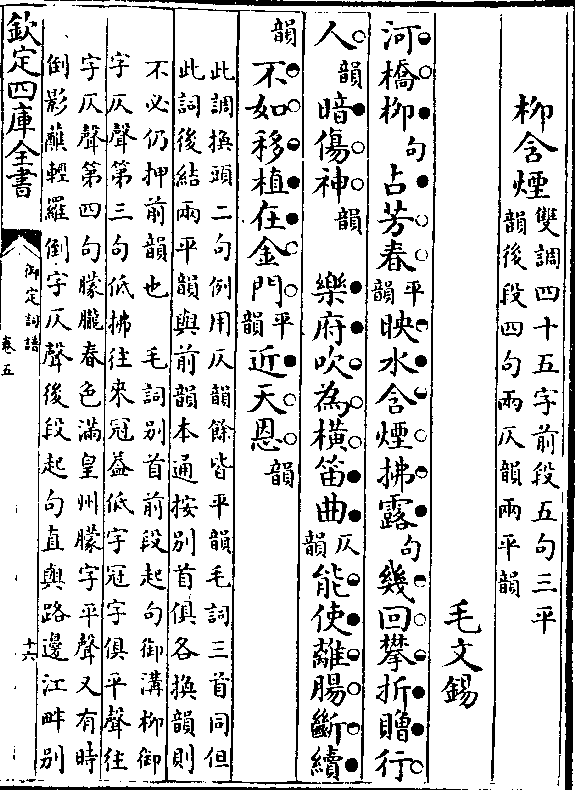 柳含煙雙調四十五字前段五句三平
韻後段四句兩仄韻兩平韻
毛文錫
河橋柳句占芳春平韻映水含煙拂露句幾回攀折贈行
人韻暗傷神韻　樂府吹為橫笛曲仄韻能使離腸斷續
韻不如移植在金門平韻近天恩韻
此調換頭二句例用仄韻餘皆平韻毛詞三首同但
此詞後結兩平韻與前韻本通按別首俱各換韻則
不必仍押前韻也　毛詞別首前段起句御溝柳御
字仄聲第三句低拂往來冠蓋低字冠字俱平聲往
字仄聲第四句朦朧春色滿皇州朦字平聲又有時
倒影蘸輕羅倒字仄聲後段起句直與路邊江畔別
欽定四庫全書
御定詞譜
卷五
十六